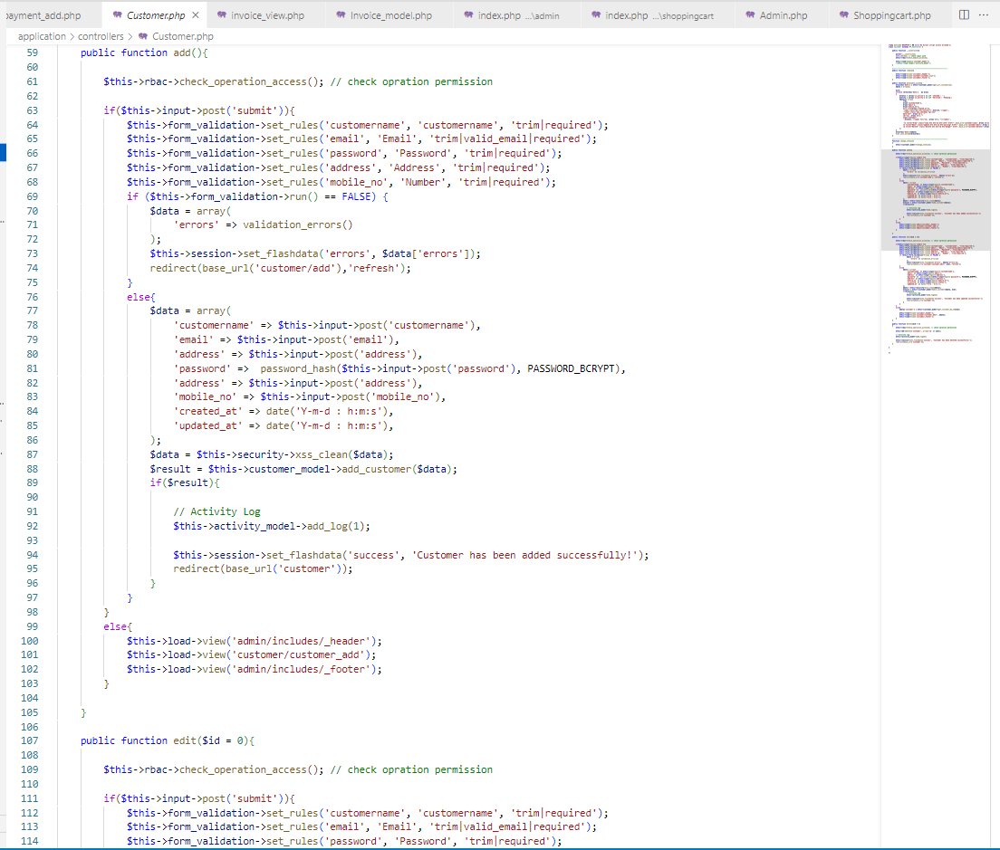 payment_add.php Customer.php × invoice_view.php Invoice_model.php index.php ...\admin index.php ...\shoppingcart Admin.php Shoppingcart.php ...
application > controllers > Customer.php
59 public function add(){
60
61 $this->rbac->check_operation_access(); // check opration permission
62
63 if($this->input->post('submit')){
64 $this->form_validation->set_rules('customername', 'customername', 'trim|required');
65 $this->form_validation->set_rules('email', 'Email', 'trim|valid_email|required');
66 $this->form_validation->set_rules('password', 'Password', 'trim|required');
67 $this->form_validation->set_rules('address', 'Address', 'trim|required');
68 $this->form_validation->set_rules('mobile_no', 'Number', 'trim|required');
69 if ($this->form_validation->run() == FALSE) {
70 $data = array(
71 'errors' => validation_errors()
72 );
73 $this->session->set_flashdata('errors', $data['errors']);
74 redirect(base_url('customer/add'),'refresh');
75 }
76 else{
77 $data = array(
78 'customername' => $this->input->post('customername'),
79 'email' => $this->input->post('email'),
80 'address' => $this->input->post('address'),
81 'password' =>  password_hash($this->input->post('password'), PASSWORD_BCRYPT),
82 'address' => $this->input->post('address'),
83 'mobile_no' => $this->input->post('mobile_no'),
84 'created_at' => date('Y-m-d : h:m:s'),
85 'updated_at' => date('Y-m-d : h:m:s'),
86 );
87 $data = $this->security->xss_clean($data);
88 $result = $this->customer_model->add_customer($data);
89 if($result){
90
91 // Activity Log
92 $this->activity_model->add_log(1);
93
94 $this->session->set_flashdata('success', 'Customer has been added successfully!');
95 redirect(base_url('customer'));
96 }
97 }
98 }
99 else{
100 $this->load->view('admin/includes/_header');
101 $this->load->view('customer/customer_add');
102 $this->load->view('admin/includes/_footer');
103 }
104
105 }
106
107 public function edit($id = 0){
108
109 $this->rbac->check_operation_access(); // check opration permission
110
111 if($this->input->post('submit')){
112 $this->form_validation->set_rules('customername', 'customername', 'trim|required');
113 $this->form_validation->set_rules('email', 'Email', 'trim|valid_email|required');
114 $this->form_validation->set_rules('password', 'Password', 'trim|required');